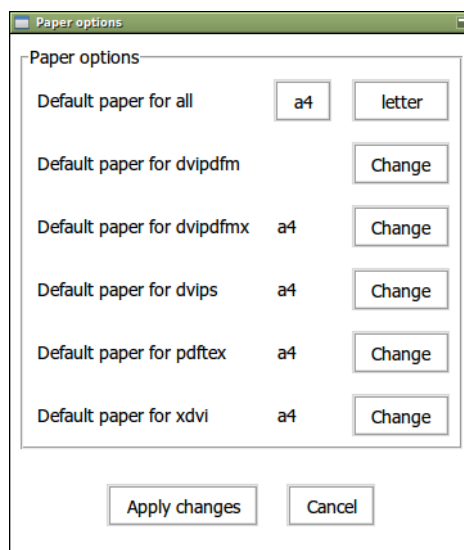 Paper options
Paper options
Default paper for all a4 letter
Default paper for dvipdfm Change
Default paper for dvipdfmx a4 Change
Default paper for dvips a4 Change
Default paper for pdftex a4 Change
Default paper for xdvi a4 Change
Apply changes Cancel